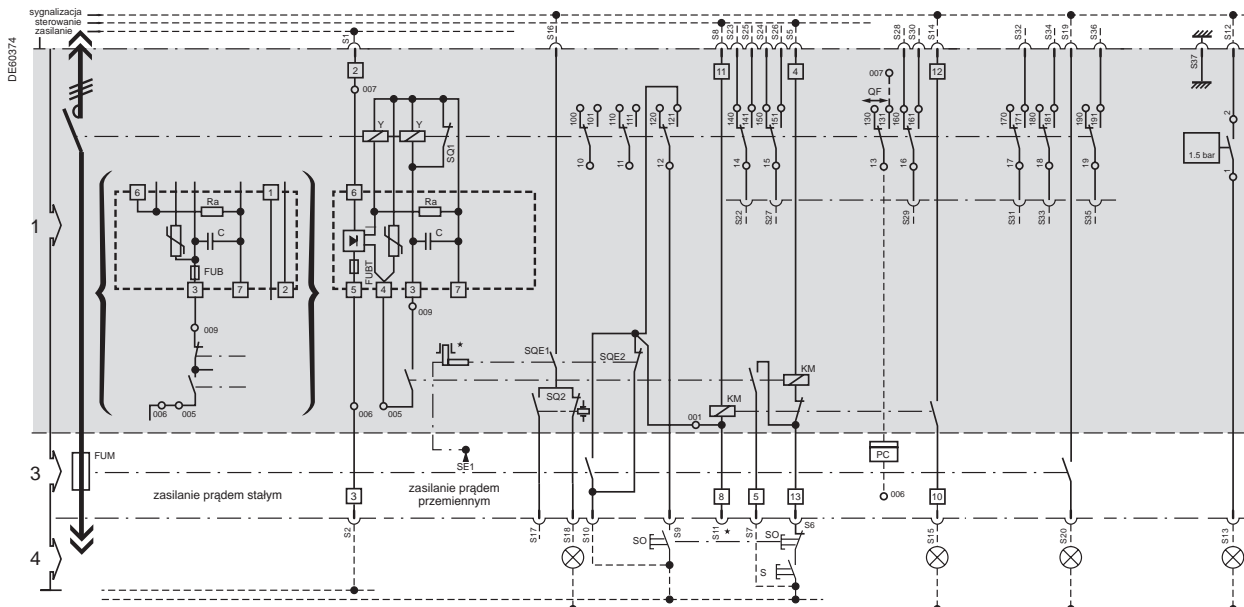 sygnalizacja
sterowanie
zasilanie
DE60374
S1
S16
S8
S23
S25
S24
S26
S5
S28
S30
S14
S32
S34
S19
S36
S37
S12
2
007
11
4
007
QF
12
Y
Y
SQ1
100
101
110
111
120
121
140
141
150
151
130
131
160
161
170
171
180
181
190
191
2
1.5 bar
10
11
12
14
15
13
16
17
18
19
1
6
1
6
Ra
Ra
S22
S27
S29
S31
S33
S35
1
C
C
FUB
FUBT
3
7
2
5
4
3
7
009
009
★
SQE1
SQE2
KM
SQ2
KM
006
005
006
005
001
3
FUM
SE1
PC
zasilanie prądem stałym
3
zasilanie prądem
przemiennym
8
5
13
006
10
4
S2
S17
S18
S10
S9
S11
★
S7
S6
S15
S20
S13
SO
SO
S